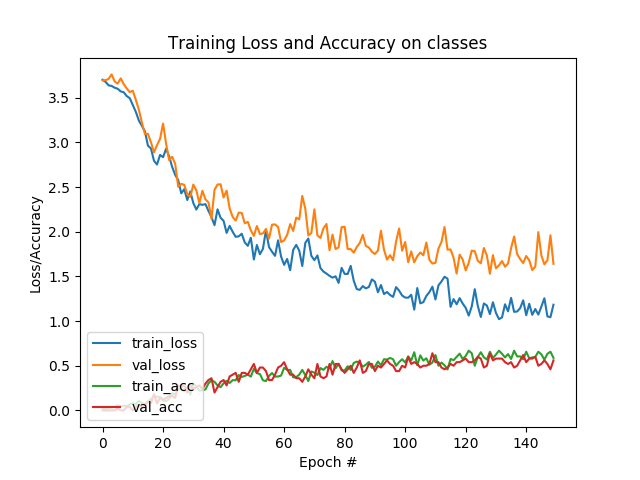 Training Loss and Accuracy on classes
Loss/Accuracy
3.5
3.0
2.5
2.0
1.5
1.0
0.5
0.0
train_loss
val_loss
train_acc
val_acc
0 20 40 60 80 100 120 140
Epoch #